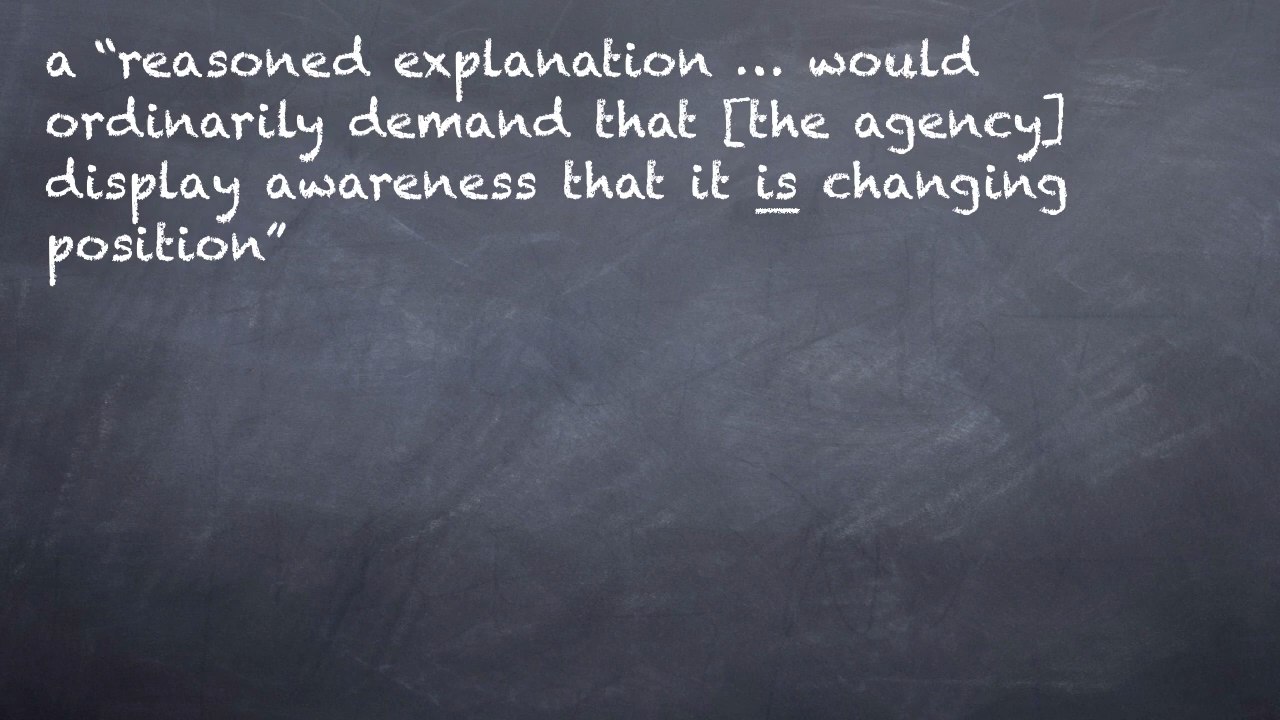 a “reasoned explanation ... would
ordinarily demand that [the agency]
display awareness that it is changing
position”